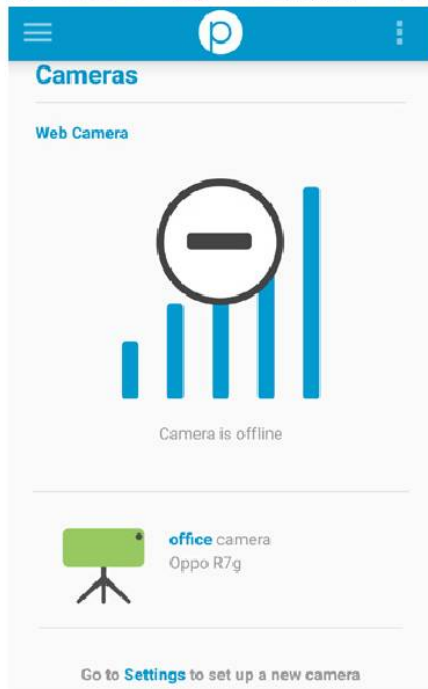 p
Cameras
Web Camera
Camera is offline
office camera
Oppo R7g
Go to Settings to set up a new camera